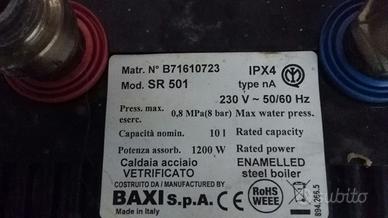 Matr. N° B71610723 IPX4
Mod. SR 501 type nA
230 V ~ 50/60 Hz
Press. max eserc. 0,8 MPa(8 bar) Max water press.
Capacità nomin. 10 l Rated capacity
Potenza assorb. 1200 W Rated power
Caldaia acciaio ENAMELLED
VETRIFICATO steel boiler
COSTRUITO DA / MANUFACTURED BY
BAXI S.p.A. CE RoHS WEEE
Made in Italy
894.266.5
subito